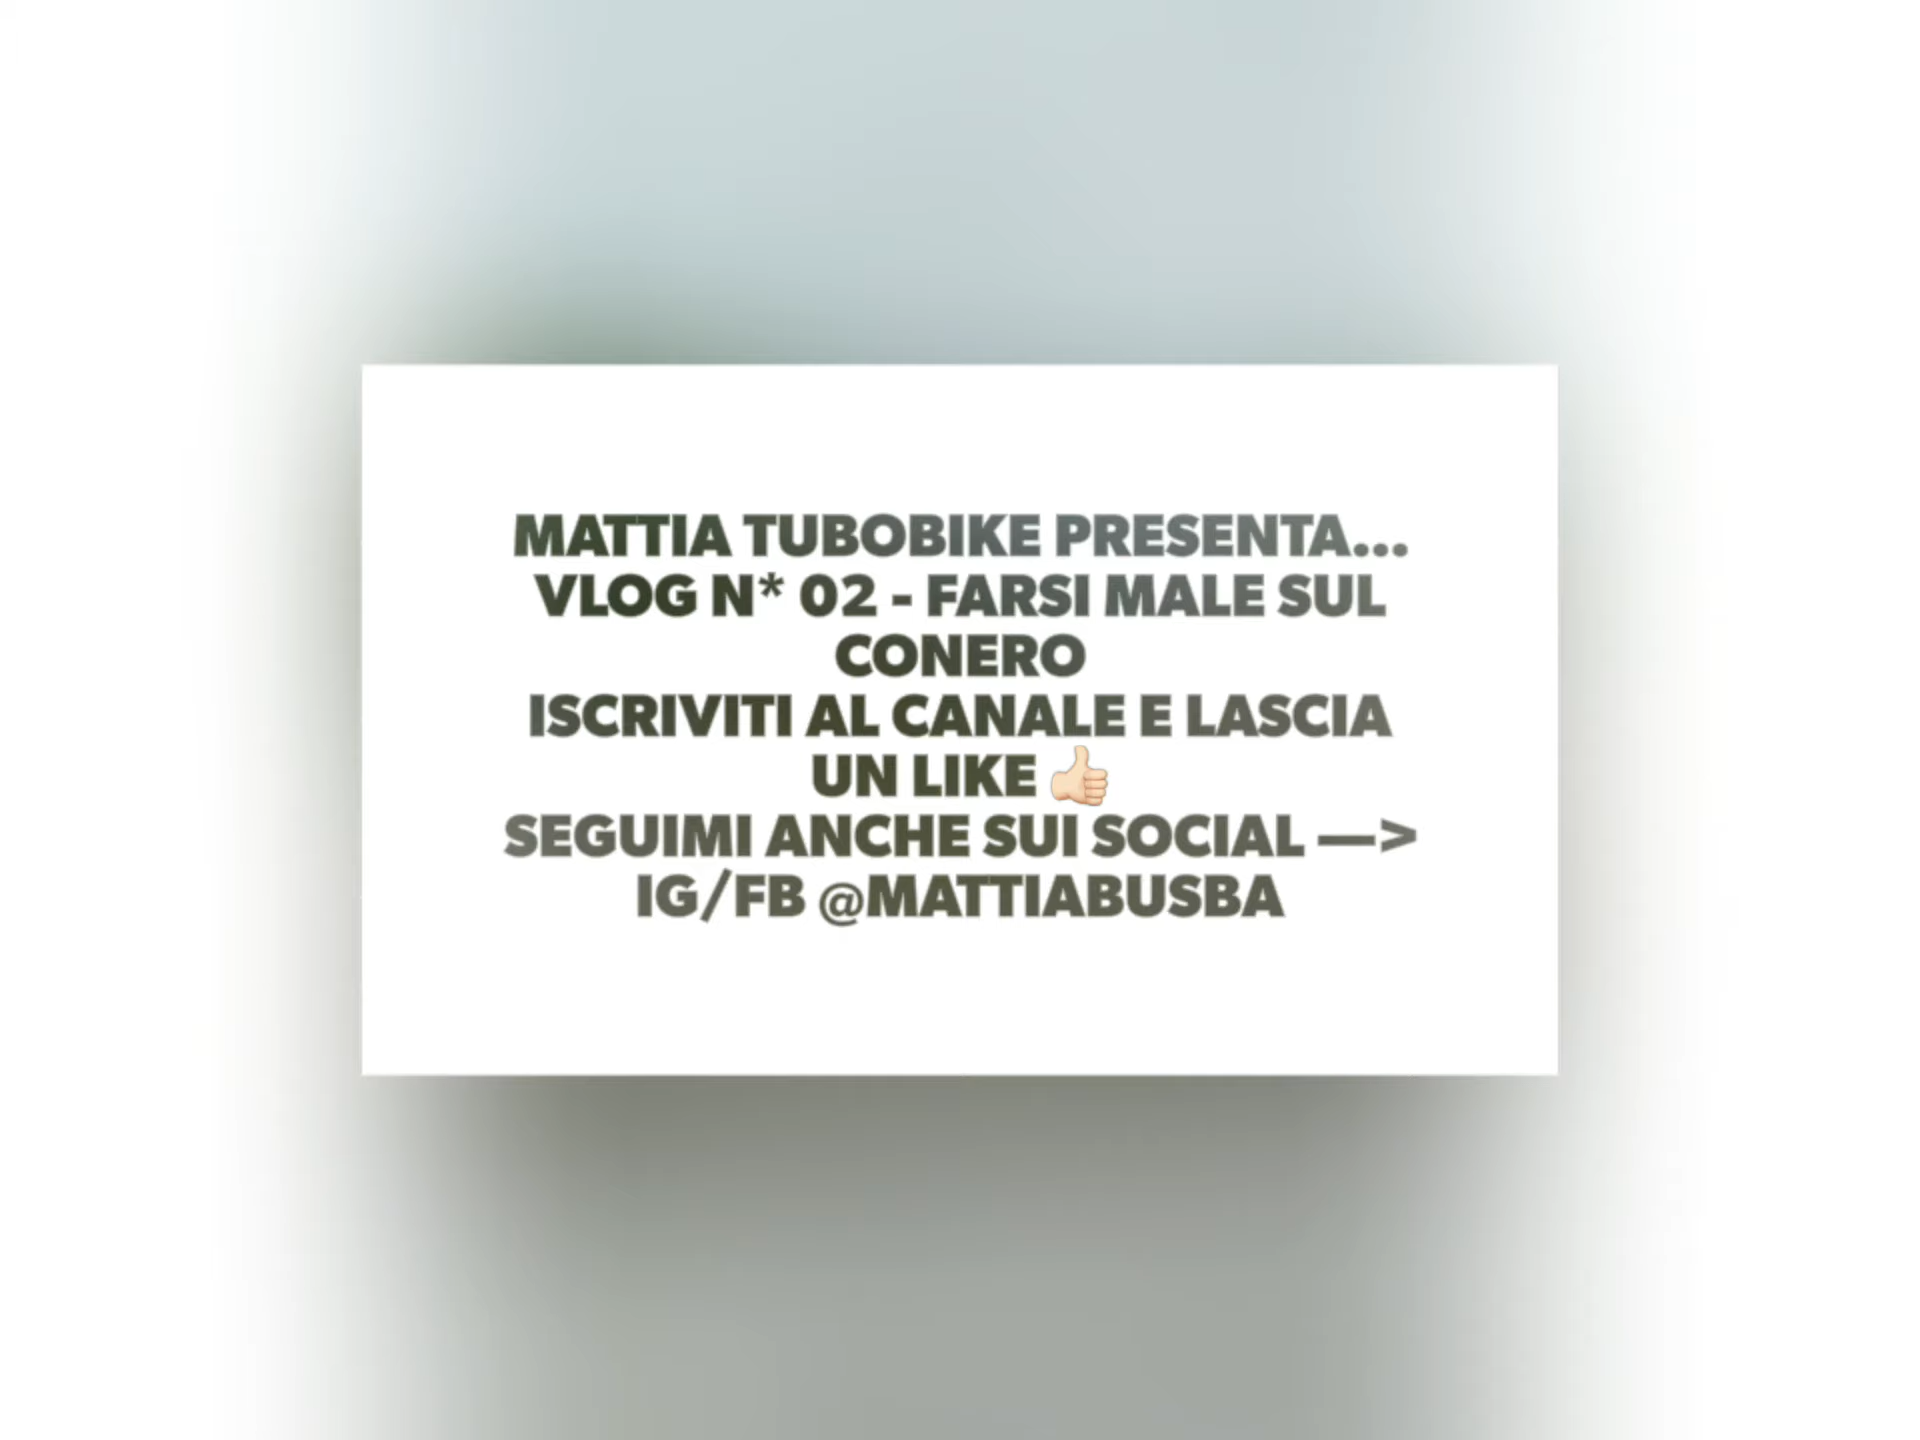 MATTIA TUBOBIKE PRESENTA...
VLOG N* 02 - FARSI MALE SUL
CONERO
ISCRIVITI AL CANALE E LASCIA
UN LIKE 👍🏻
SEGUIMI ANCHE SUI SOCIAL —>
IG/FB @MATTIABUSBA